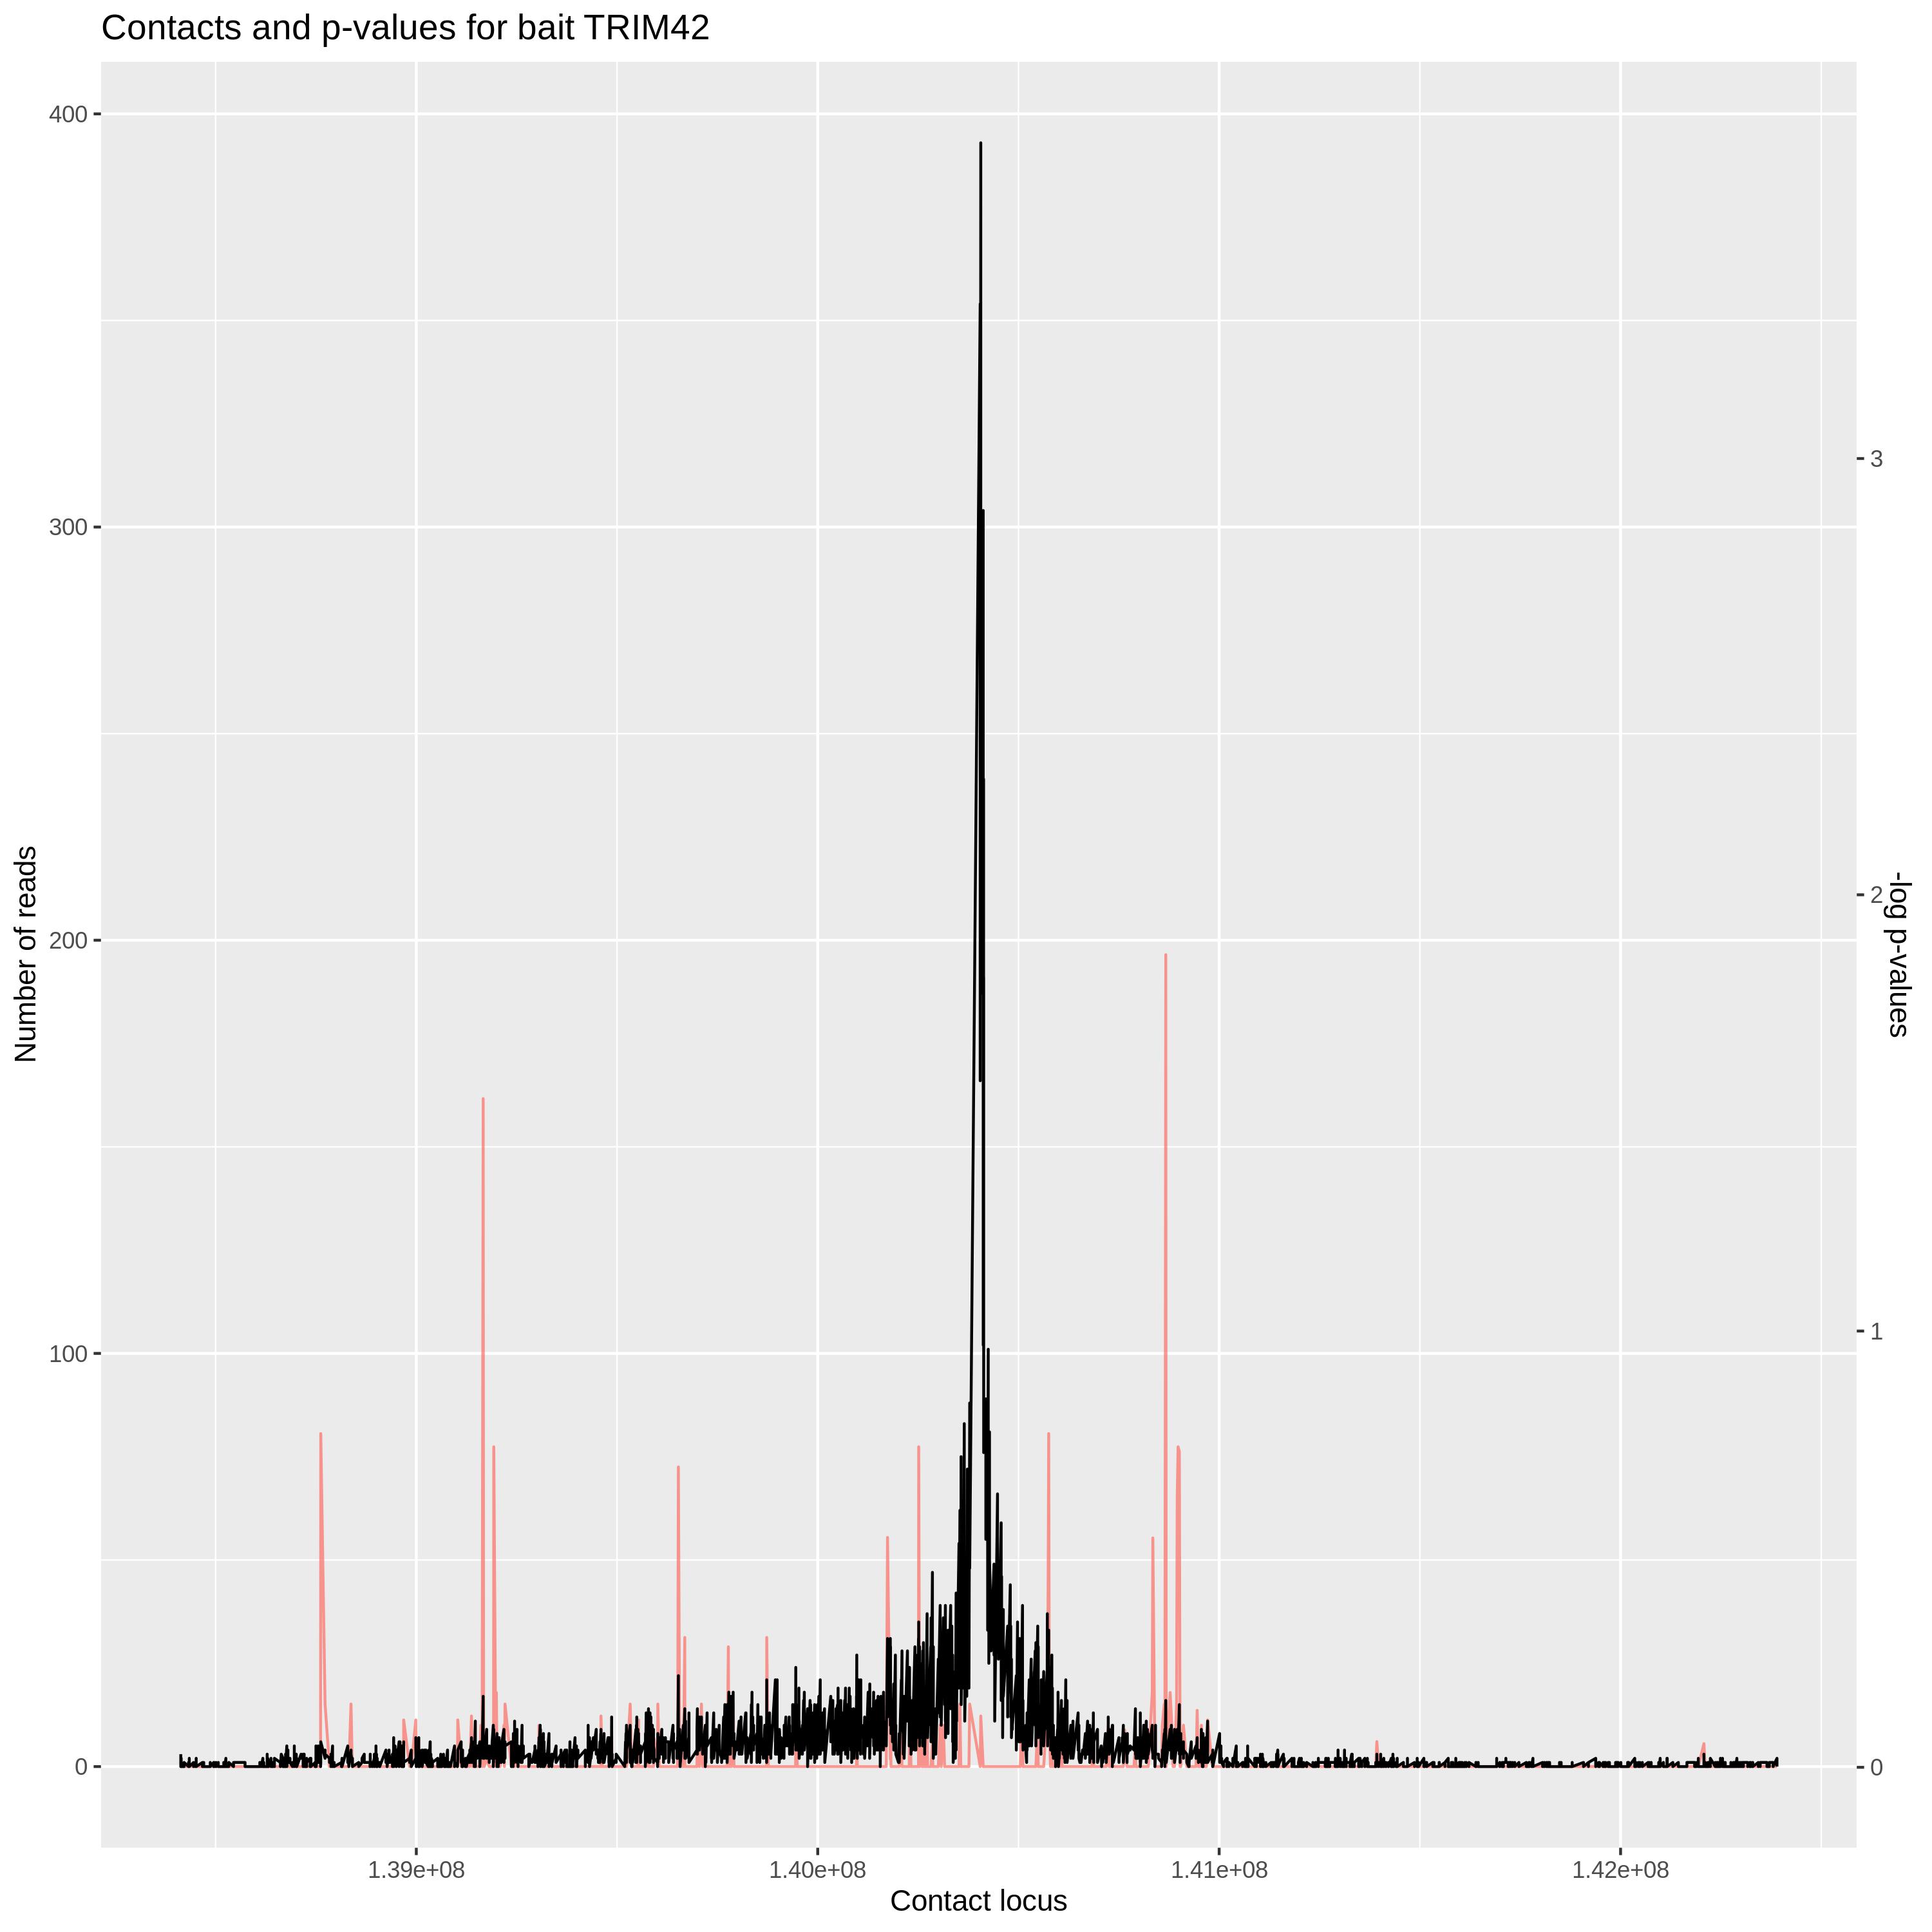 Contacts and p-values for bait TRIM42
400
300
200
100
0
Number of reads
3
2
1
0
-log p-values
1.39e+08
1.40e+08
1.41e+08
1.42e+08
Contact locus